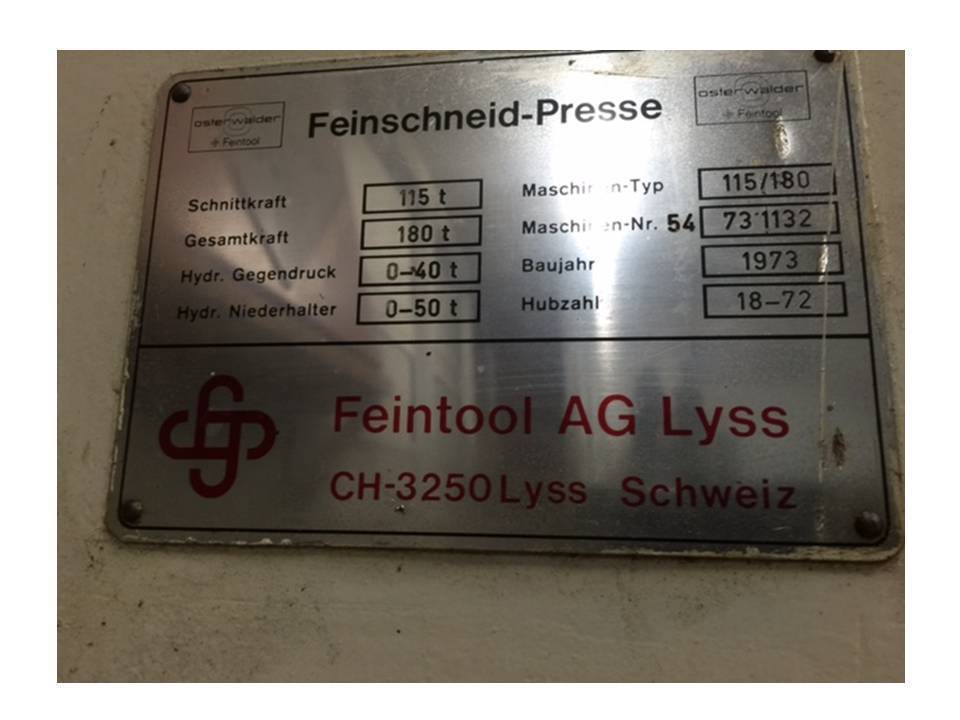 osterwalder
+ Feintool
Feinschneid-Presse
osterwalder
+ Feintool
Schnittkraft 115 t
Gesamtkraft 180 t
Hydr. Gegendruck 0-40 t
Hydr. Niederhalter 0-50 t
Maschinen-Typ 115/180
Maschinen-Nr. 54 73 1132
Baujahr 1973
Hubzahl 18-72
Feintool AG Lyss
CH-3250 Lyss Schweiz